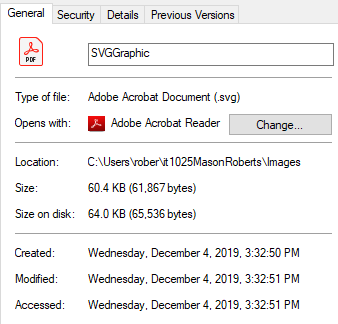 General Security Details Previous Versions
PDF
SVGGraphic
Type of file: Adobe Acrobat Document (.svg)
Opens with: Adobe Acrobat Reader Change...
Location: C:\Users\rober\it1025MasonRoberts\Images
Size: 60.4 KB (61,867 bytes)
Size on disk: 64.0 KB (65,536 bytes)
Created: Wednesday, December 4, 2019, 3:32:50 PM
Modified: Wednesday, December 4, 2019, 3:32:51 PM
Accessed: Wednesday, December 4, 2019, 3:32:51 PM